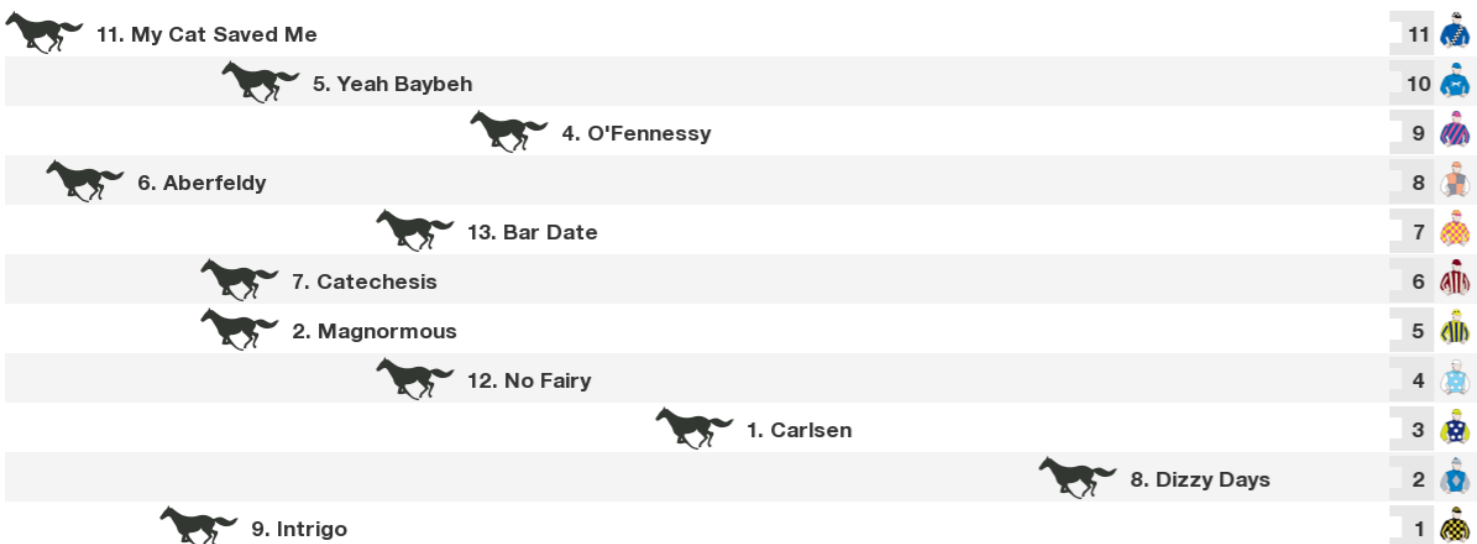 11. My Cat Saved Me 11
5. Yeah Baybeh 10
4. O'Fennessy 9
6. Aberfeldy 8
13. Bar Date 7
7. Catechesis 6
2. Magnormous 5
12. No Fairy 4
1. Carlsen 3
8. Dizzy Days 2
9. Intrigo 1